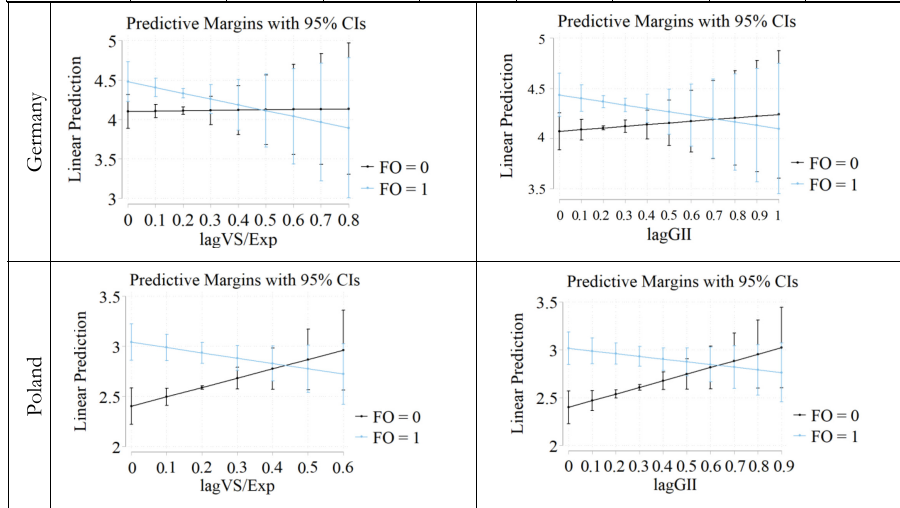 Germany
Predictive Margins with 95% CIs
Linear Prediction
5
4.5
4
3.5
3
0 0.1 0.2 0.3 0.4 0.5 0.6 0.7 0.8
lagVS/Exp
FO = 0
FO = 1
Predictive Margins with 95% CIs
Linear Prediction
5
4.5
4
3.5
0 0.1 0.2 0.3 0.4 0.5 0.6 0.7 0.8 0.9 1
lagGII
FO = 0
FO = 1
Poland
Predictive Margins with 95% CIs
Linear Prediction
3.5
3
2.5
2
0 0.1 0.2 0.3 0.4 0.5 0.6
lagVS/Exp
FO = 0
FO = 1
Predictive Margins with 95% CIs
Linear Prediction
3.5
3
2.5
2
0 0.1 0.2 0.3 0.4 0.5 0.6 0.7 0.8 0.9
lagGII
FO = 0
FO = 1